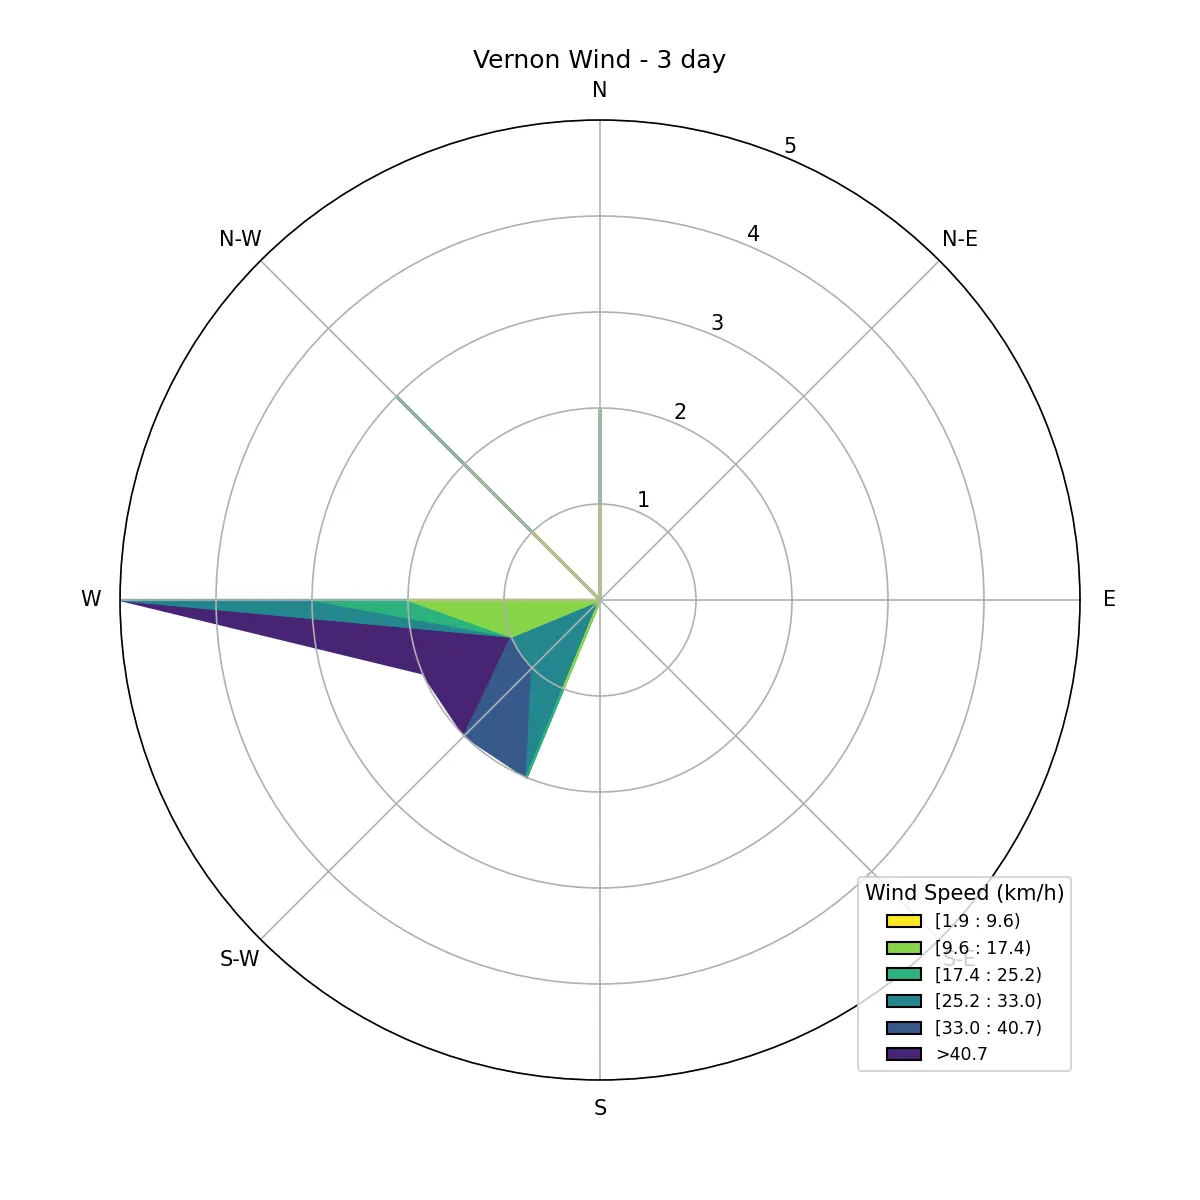 Vernon Wind - 3 day
N
5
N-W
4
N-E
3
2
1
W
E
S-W
S-E
S
Wind Speed (km/h)
[1.9 : 9.6)
[9.6 : 17.4)
[17.4 : 25.2)
[25.2 : 33.0)
[33.0 : 40.7)
>40.7